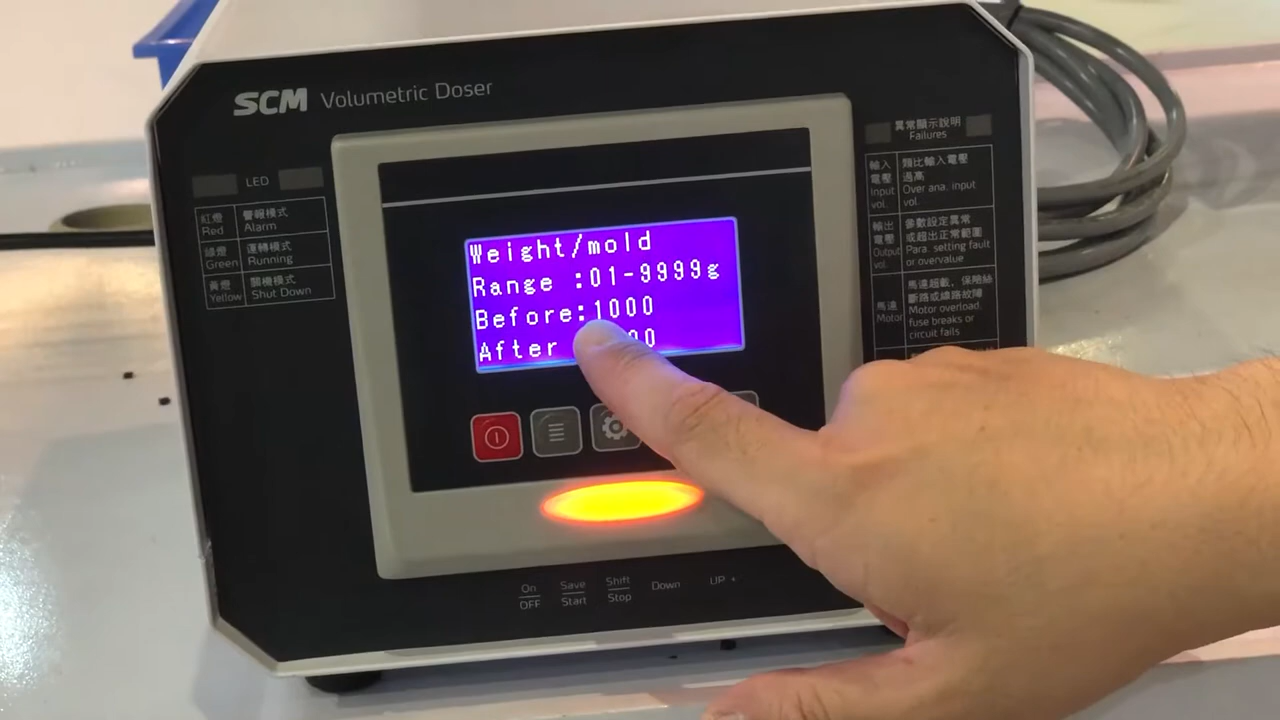 SCM Volumetric Doser
LED
紅燈 警報模式
Red Alarm
綠燈 運轉模式
Green Running
黃燈 關機模式
Yellow Shut Down
Weight/mold
Range :01-9999g
Before:1000
After
異常顯示說明
Failures
輸入電壓
Input vol.
類比輸入電壓過高
Over ana. input vol.
輸出電壓
Output vol.
參數設定異常
或超出正常範圍
Para. setting fault
or overvalue
馬達
Motor
馬達超載,保險絲
斷路或線路故障
Motor overload,
fuse breaks or
circuit fails
On
OFF
Save
Start
Shift
Stop
Down
UP +